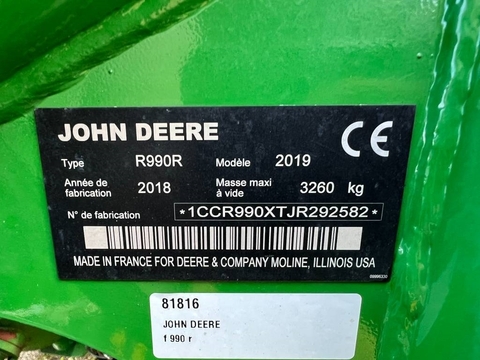 JOHN DEERE CE
Type R990R Modèle 2019
Année de fabrication 2018 Masse maxi à vide 3260 kg
N° de fabrication *1CCR990XTJR292582*
MADE IN FRANCE FOR DEERE & COMPANY MOLINE, ILLINOIS USA
81816
JOHN DEERE
f 990 r